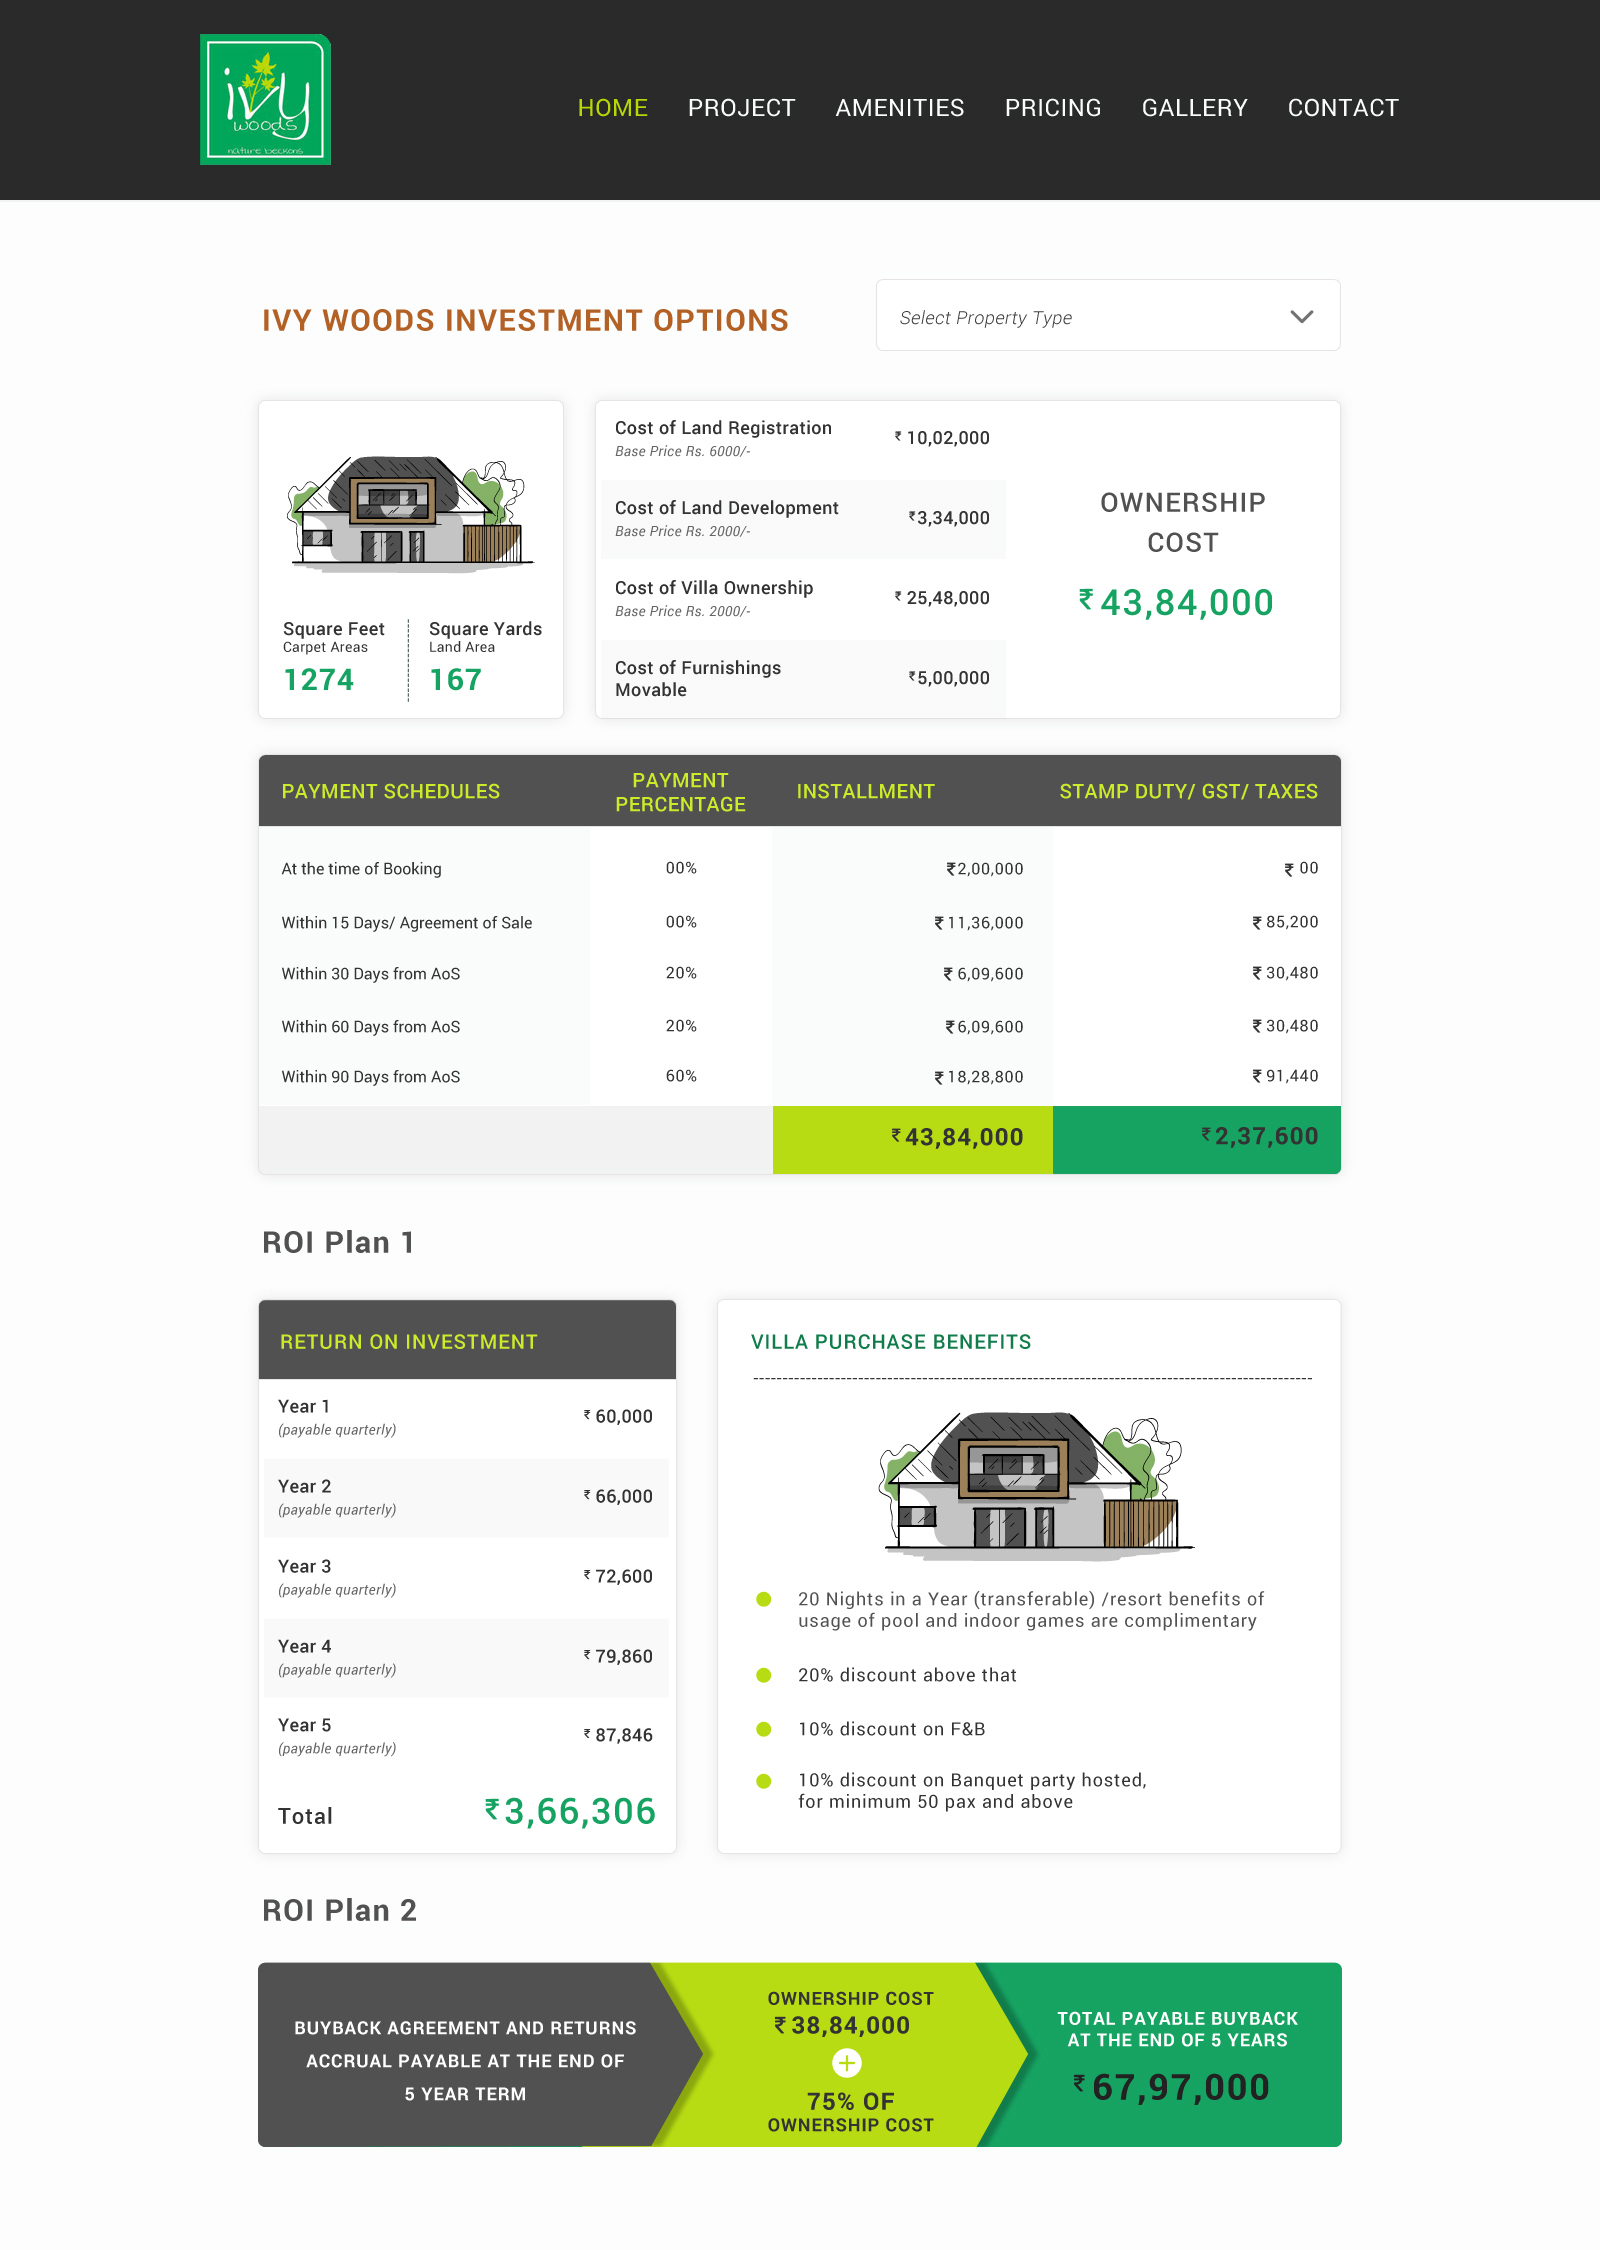 ivy
woods
nature beckons
HOME PROJECT AMENITIES PRICING GALLERY CONTACT
IVY WOODS INVESTMENT OPTIONS
Select Property Type
Square Feet
Carpet Areas
1274
Square Yards
Land Area
167
Cost of Land Registration
Base Price Rs. 6000/-
₹ 10,02,000
Cost of Land Development
Base Price Rs. 2000/-
₹3,34,000
Cost of Villa Ownership
Base Price Rs. 2000/-
₹ 25,48,000
Cost of Furnishings
Movable
₹5,00,000
OWNERSHIP
COST
₹ 43,84,000
PAYMENT SCHEDULES PAYMENT PERCENTAGE INSTALLMENT STAMP DUTY/ GST/ TAXES
At the time of Booking 00% ₹2,00,000 ₹ 00
Within 15 Days/ Agreement of Sale 00% ₹ 11,36,000 ₹ 85,200
Within 30 Days from AoS 20% ₹ 6,09,600 ₹ 30,480
Within 60 Days from AoS 20% ₹ 6,09,600 ₹ 30,480
Within 90 Days from AoS 60% ₹ 18,28,800 ₹ 91,440
₹ 43,84,000 ₹ 2,37,600
ROI Plan 1
RETURN ON INVESTMENT
Year 1
(payable quarterly)
₹ 60,000
Year 2
(payable quarterly)
₹ 66,000
Year 3
(payable quarterly)
₹ 72,600
Year 4
(payable quarterly)
₹ 79,860
Year 5
(payable quarterly)
₹ 87,846
Total ₹ 3,66,306
VILLA PURCHASE BENEFITS
20 Nights in a Year (transferable) /resort benefits of
usage of pool and indoor games are complimentary
20% discount above that
10% discount on F&B
10% discount on Banquet party hosted,
for minimum 50 pax and above
ROI Plan 2
BUYBACK AGREEMENT AND RETURNS
ACCRUAL PAYABLE AT THE END OF
5 YEAR TERM
OWNERSHIP COST
₹ 38,84,000
+
75% OF
OWNERSHIP COST
TOTAL PAYABLE BUYBACK
AT THE END OF 5 YEARS
₹ 67,97,000